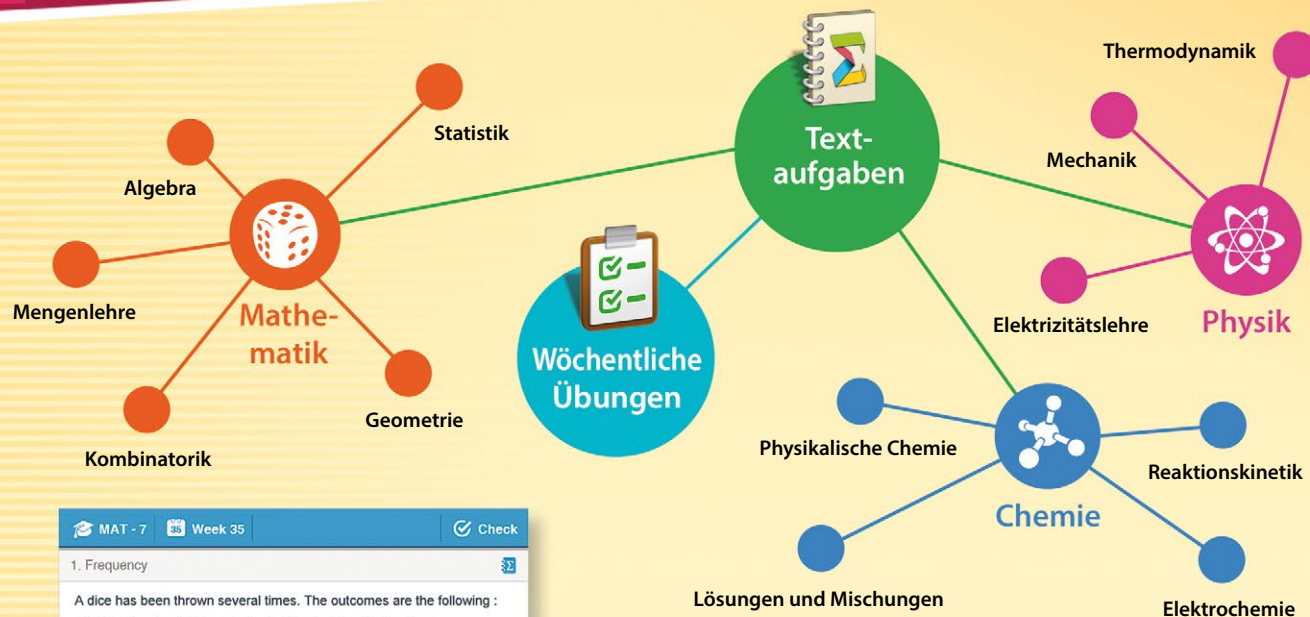 Statistik
Algebra
Mengenlehre
Mathe-
matik
Geometrie
Kombinatorik
Text-
aufgaben
Wöchentliche
Übungen
Thermodynamik
Mechanik
Elektrizitätslehre
Physik
Physikalische Chemie
Reaktionskinetik
Chemie
Lösungen und Mischungen
Elektrochemie
MAT - 7
35
Week 35
Check
1. Frequency
Σ
A dice has been thrown several times. The outcomes are the following :